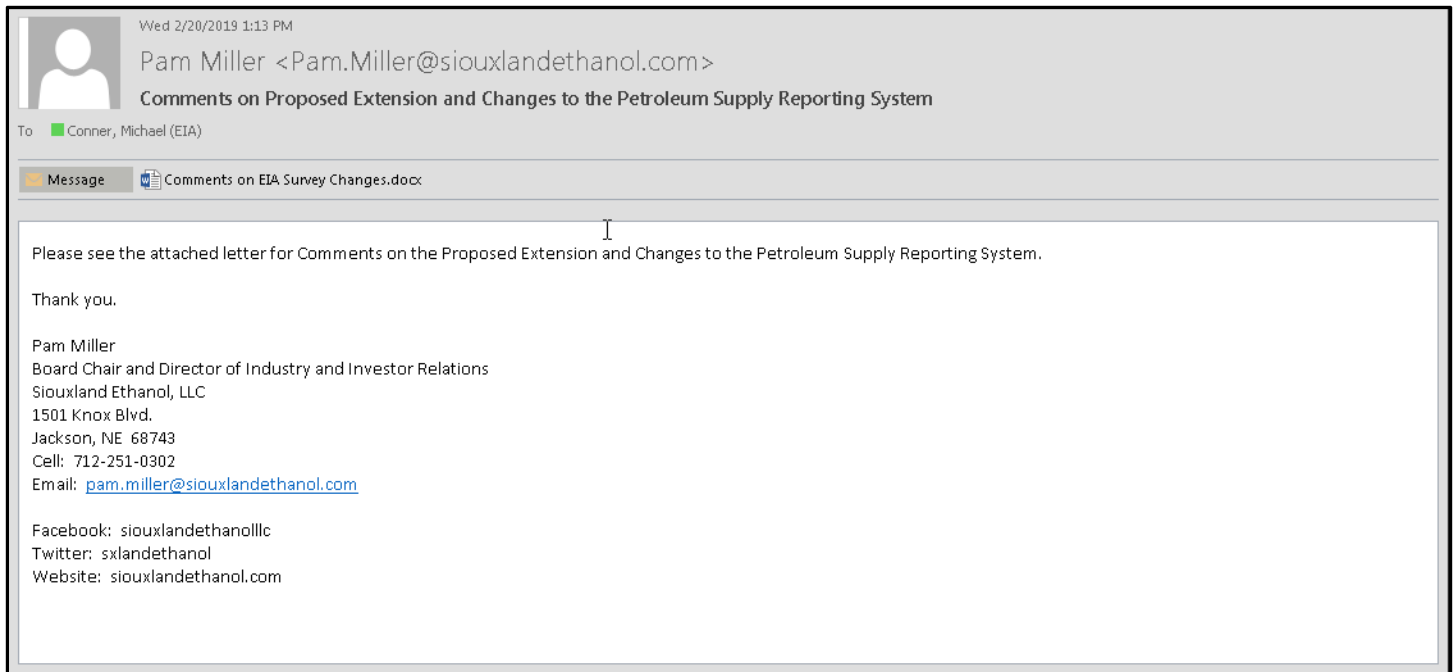 Wed 2/20/2019 1:13 PM
Pam Miller <Pam.Miller@siouxlandethanol.com>
Comments on Proposed Extension and Changes to the Petroleum Supply Reporting System
To Conner, Michael (EIA)
Message Comments on EIA Survey Changes.docx
Please see the attached letter for Comments on the Proposed Extension and Changes to the Petroleum Supply Reporting System.
Thank you.
Pam Miller
Board Chair and Director of Industry and Investor Relations
Siouxland Ethanol, LLC
1501 Knox Blvd.
Jackson, NE 68743
Cell: 712-251-0302
Email: pam.miller@siouxlandethanol.com
Facebook: siouxlandethanolllc
Twitter: sxlandethanol
Website: siouxlandethanol.com